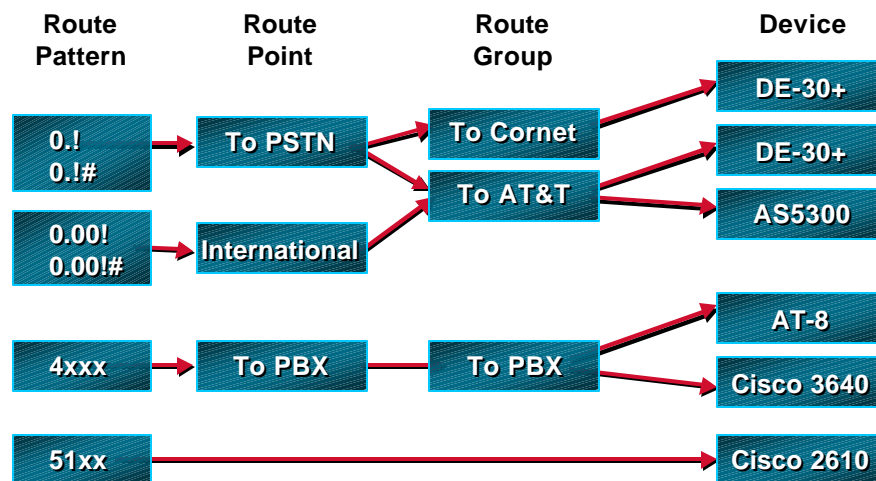 Route
Pattern
Route
Point
Route
Group
Device
0.!
0.!#
To PSTN
To Cornet
DE-30+
To AT&T
DE-30+
AS5300
0.00!
0.00!#
International
4xxx
To PBX
To PBX
AT-8
Cisco 3640
51xx
Cisco 2610